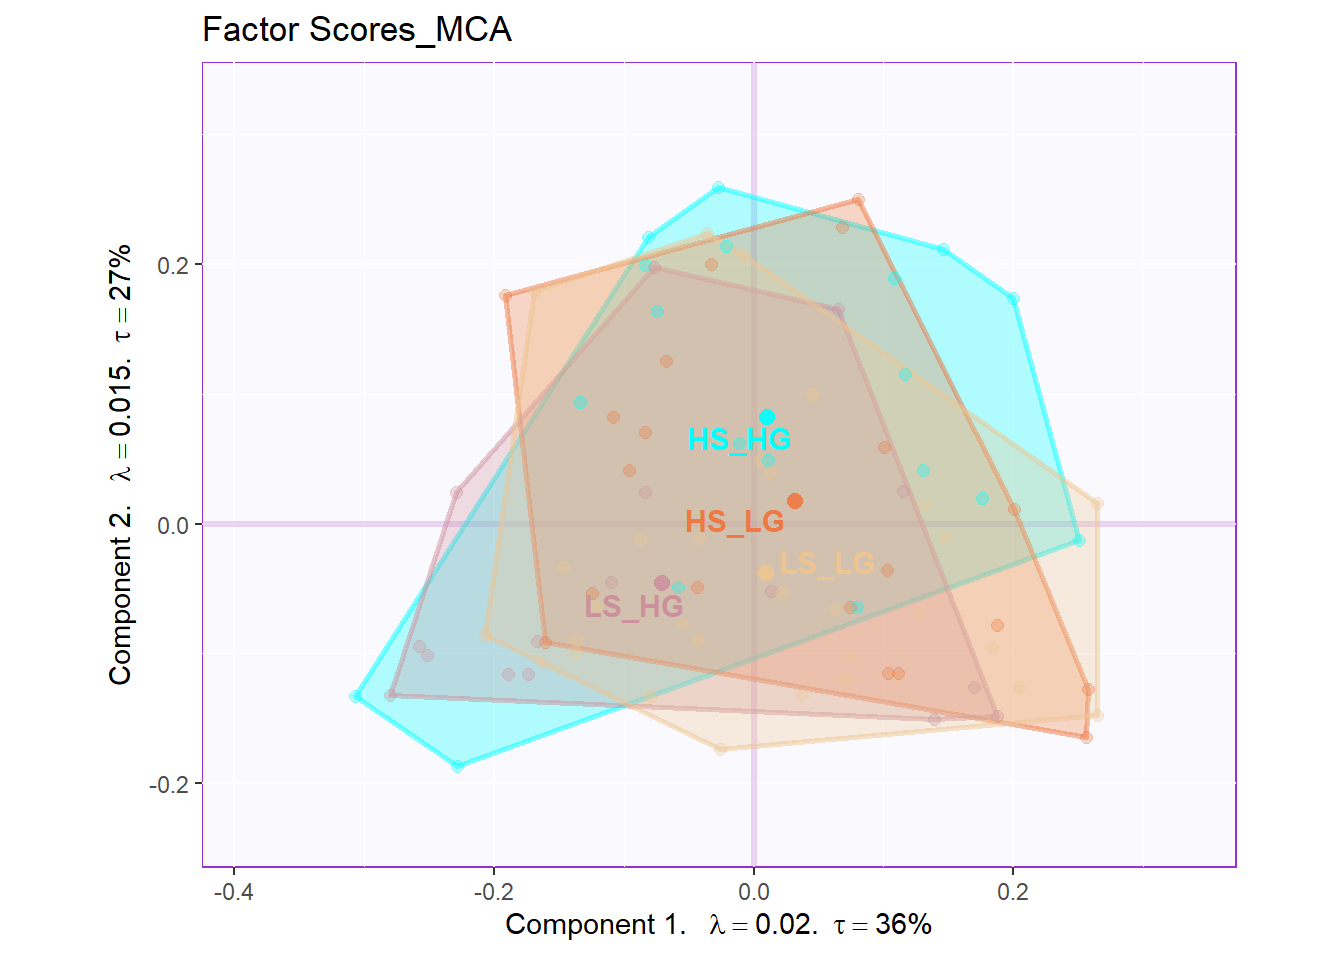 Factor Scores_MCA
Component 2.   λ = 0.015.  τ = 27%
0.2
0.0
-0.2
HS_HG
HS_LG
LS_LG
LS_HG
-0.4
-0.2
0.0
0.2
Component 1.   λ = 0.02.  τ = 36%